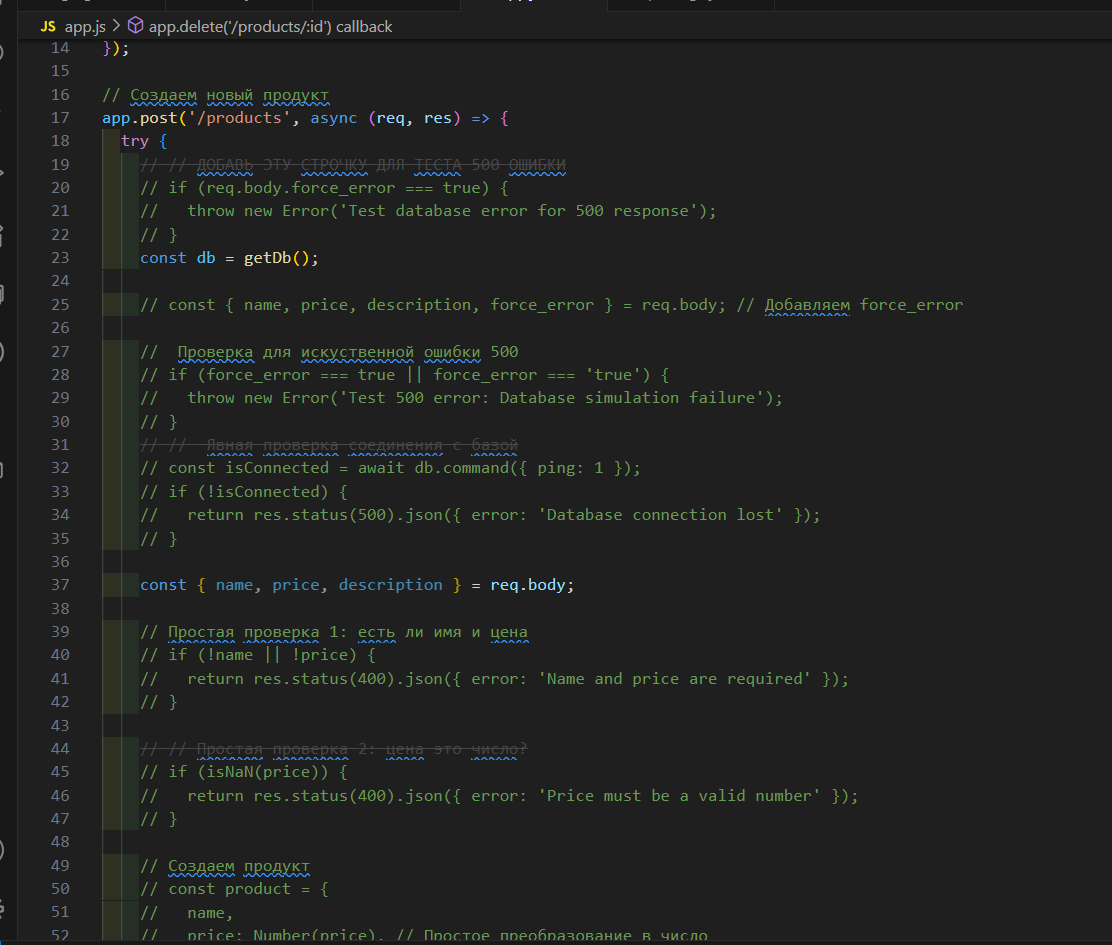 JS app.js > app.delete('/products/:id') callback
14 });
15
16 // Создаем новый продукт
17 app.post('/products', async (req, res) => {
18 try {
19 // // ДОБАВЬ ЭТУ СТРОЧКУ ДЛЯ ТЕСТА 500 ОШИБКИ
20 // if (req.body.force_error === true) {
21 //   throw new Error('Test database error for 500 response');
22 // }
23 const db = getDb();
24
25 // const { name, price, description, force_error } = req.body; // Добавляем force_error
26
27 //  Проверка для искуственной ошибки 500
28 // if (force_error === true || force_error === 'true') {
29 //   throw new Error('Test 500 error: Database simulation failure');
30 // }
31 // //  Явная проверка соединения с базой
32 // const isConnected = await db.command({ ping: 1 });
33 // if (!isConnected) {
34 //   return res.status(500).json({ error: 'Database connection lost' });
35 // }
36
37 const { name, price, description } = req.body;
38
39 // Простая проверка 1: есть ли имя и цена
40 // if (!name || !price) {
41 //   return res.status(400).json({ error: 'Name and price are required' });
42 // }
43
44 // // Простая проверка 2: цена это число?
45 // if (isNaN(price)) {
46 //   return res.status(400).json({ error: 'Price must be a valid number' });
47 // }
48
49 // Создаем продукт
50 // const product = {
51 //   name,
52 //   price: Number(price), // Простое преобразование в число